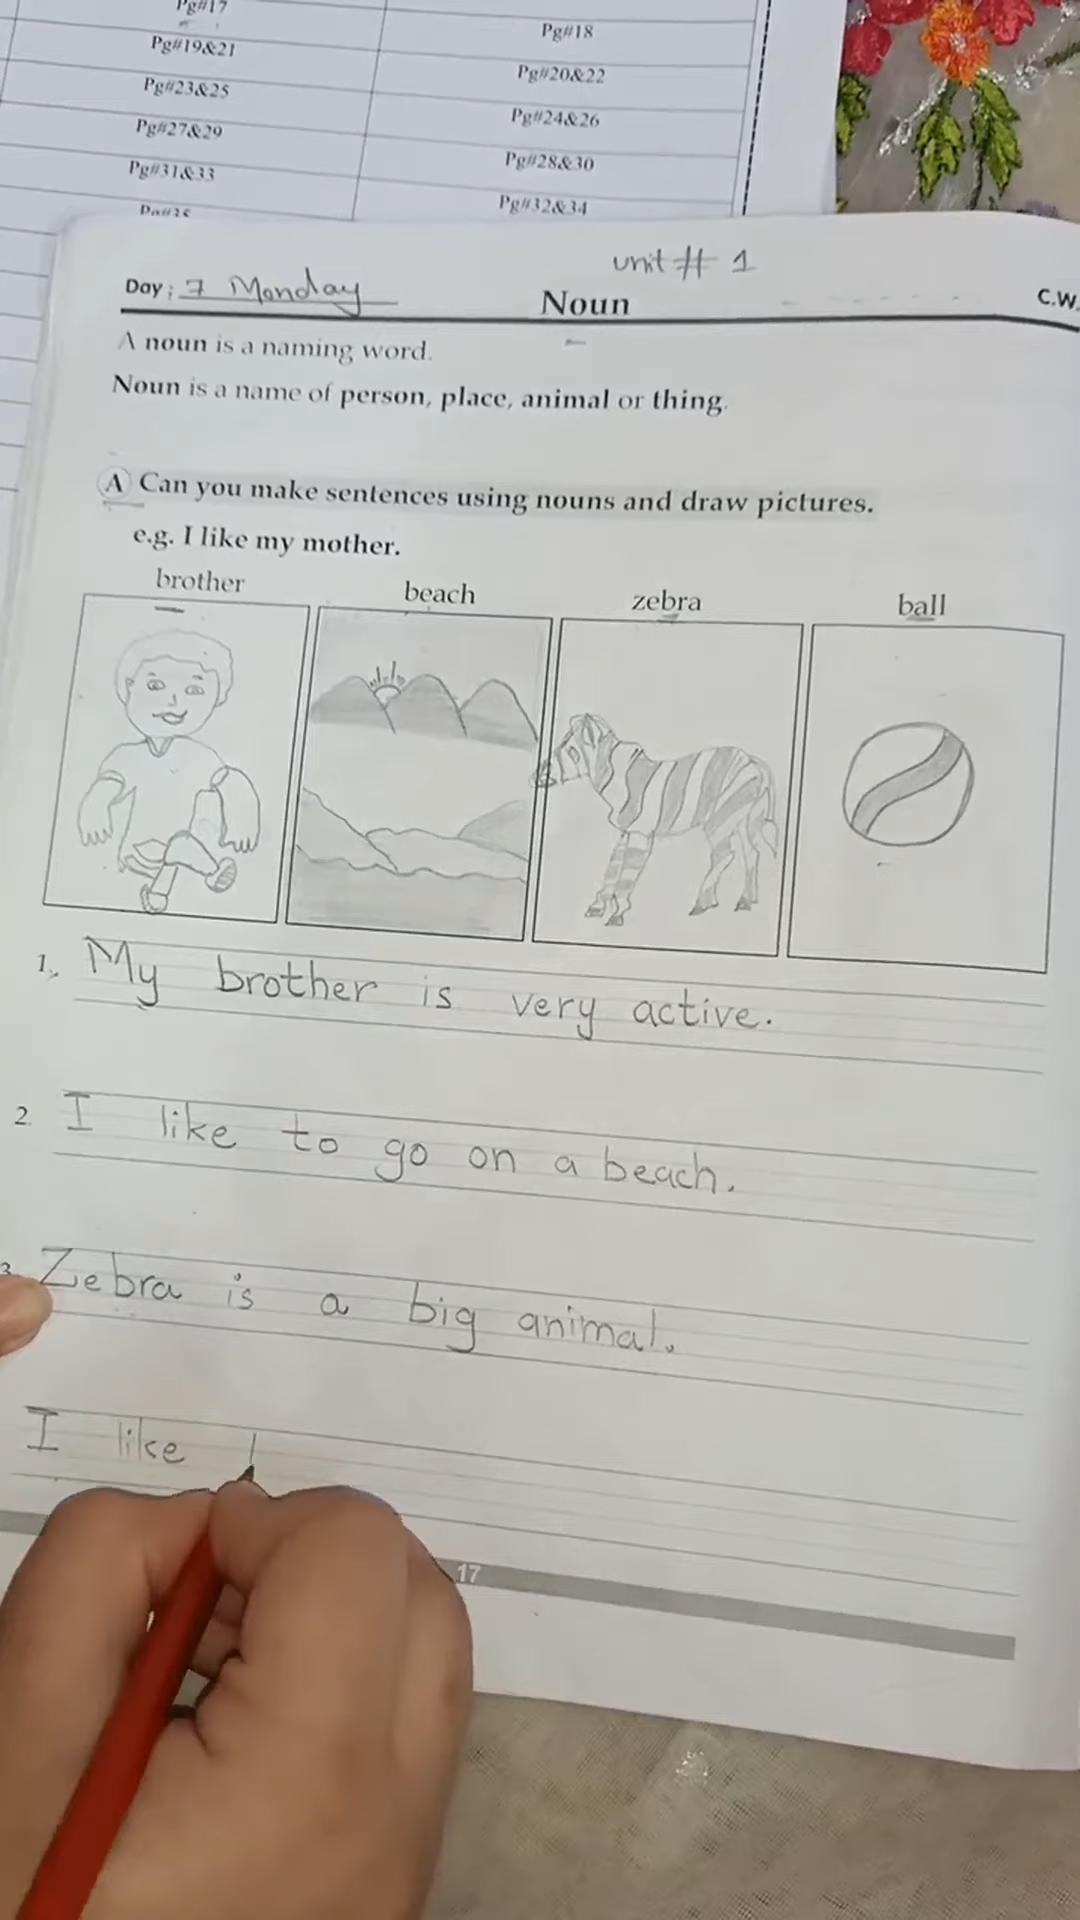 Pg#17
Pg#18
Pg#19&21
Pg#20&22
Pg#23&25
Pg#24&26
Pg#27&29
Pg#28&30
Pg#31&33
Pg#32&34
unit # 1
Day: 7 Monday
Noun
C.W.
A noun is a naming word.
Noun is a name of person, place, animal or thing.
A Can you make sentences using nouns and draw pictures.
e.g. I like my mother.
brother beach zebra ball
1. My brother is very active.
2. I like to go on a beach.
3. Zebra is a big animal.
I like
17